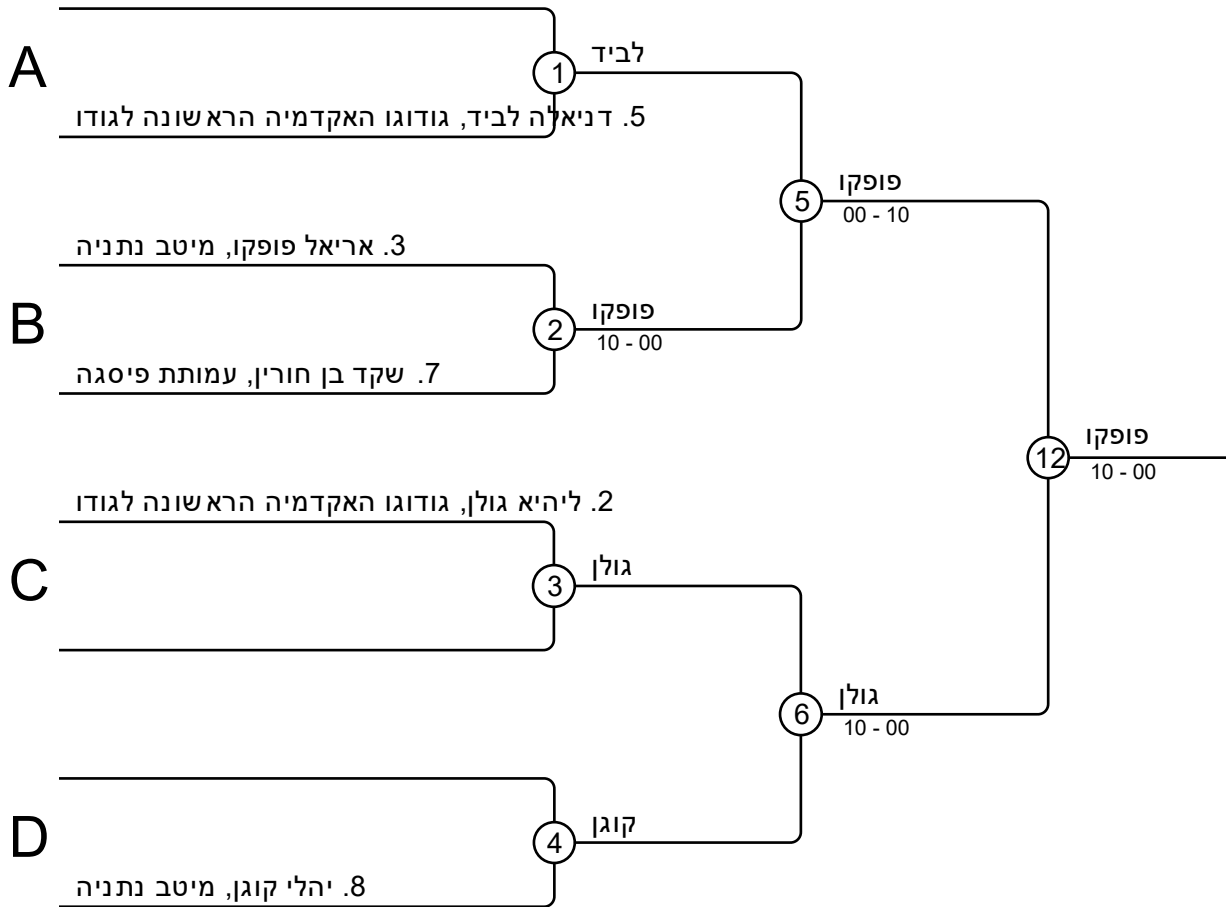 A
1
לביד
5. דניאלה לביד, גודוגו האקדמיה הראשונה לגודו
5
פופקו
00 - 10
3. אריאל פופקו, מיטב נתניה
B
2
פופקו
10 - 00
7. שקד בן חורין, עמותת פיסגה
12
פופקו
10 - 00
2. ליהיא גולן, גודוגו האקדמיה הראשונה לגודו
C
3
גולן
6
גולן
10 - 00
D
4
קוגן
8. יהלי קוגן, מיטב נתניה